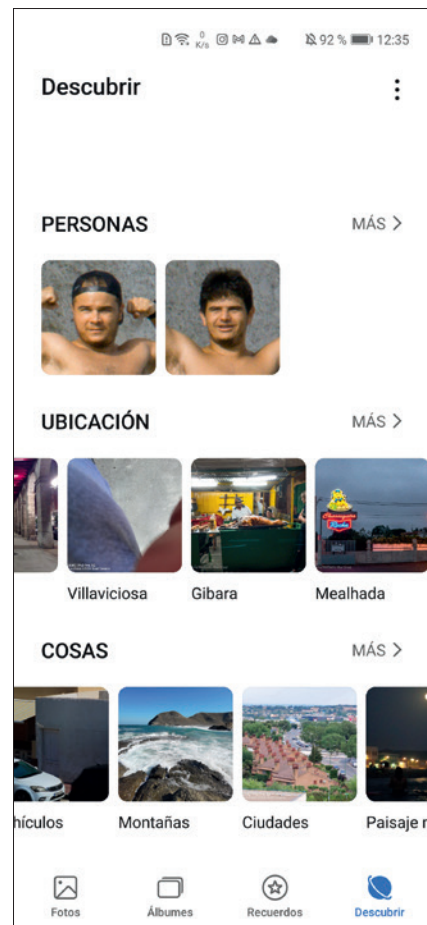 0 K/s 92 % 12:35
Descubrir
PERSONAS MÁS
UBICACIÓN MÁS
Villaviciosa Gibara Mealhada
COSAS MÁS
hículos Montañas Ciudades Paisaje
Fotos Álbumes Recuerdos Descubrir